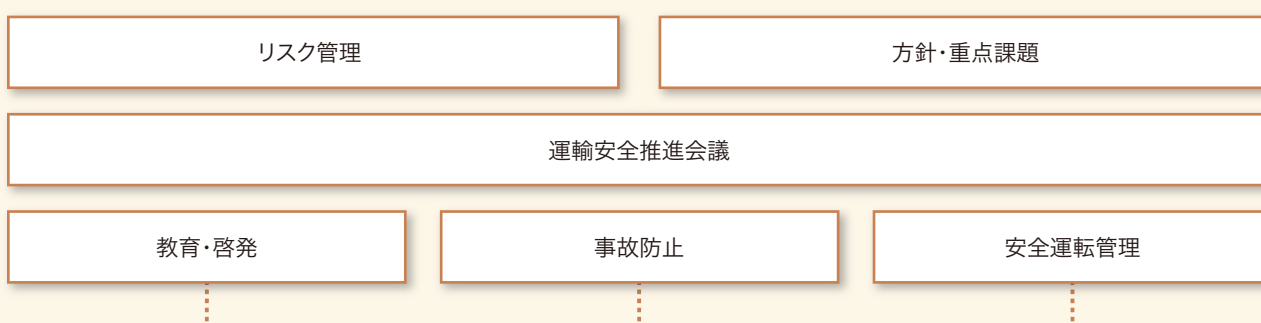 リスク管理
方針・重点課題
運輸安全推進会議
教育・啓発
事故防止
安全運転管理